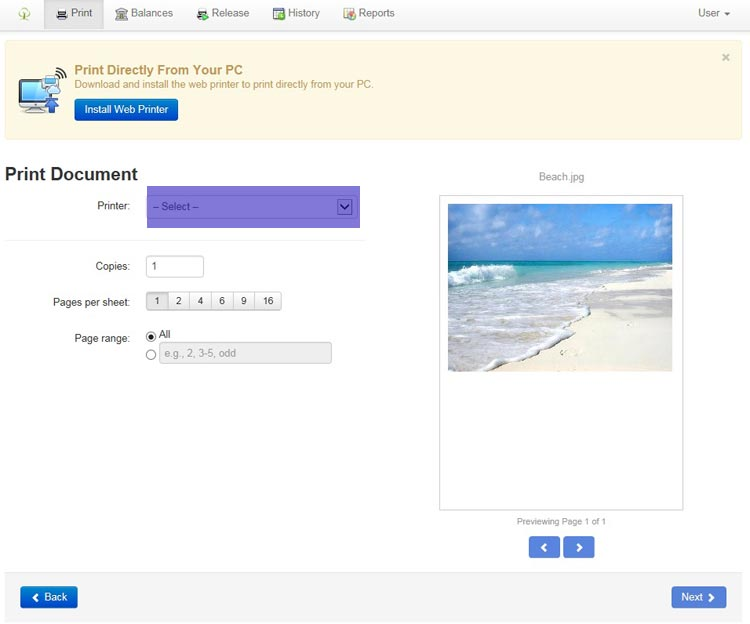 Print Balances Release History Reports User
Print Directly From Your PC
Download and install the web printer to print directly from your PC.
Install Web Printer
×
Print Document
Printer: -- Select --
Copies: 1
Pages per sheet: 1 2 4 6 9 16
Page range: All
e.g., 2, 3-5, odd
Beach.jpg
Previewing Page 1 of 1
Back
Next